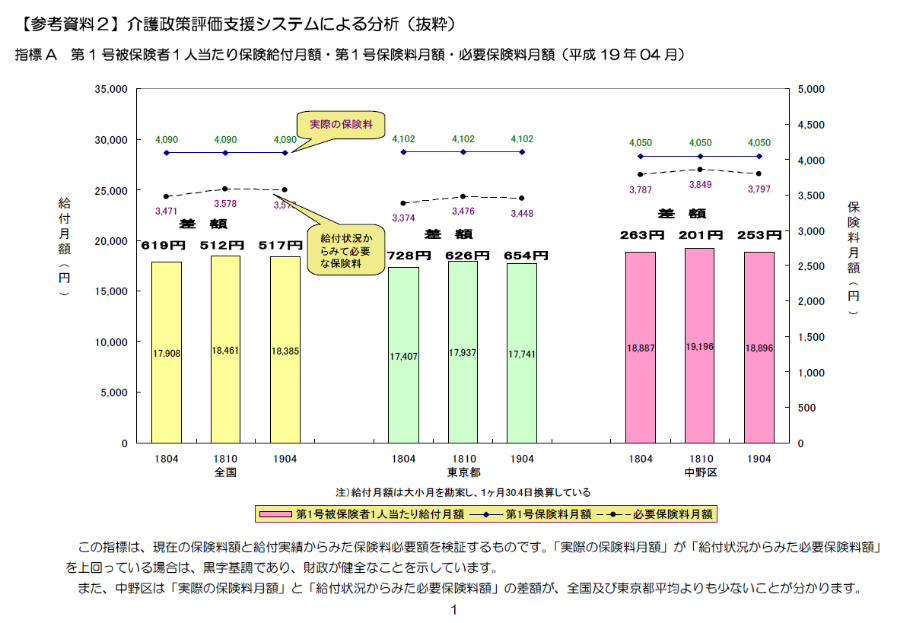 【参考資料２】介護政策評価支援システムによる分析（抜粋）
指標Ａ　第１号被保険者１人当たり保険給付月額・第１号保険料月額・必要保険料月額（平成19年04月）
35,000
30,000
25,000
20,000
15,000
10,000
5,000
0
給付月額（円）
5,000
4,500
4,000
3,500
3,000
2,500
2,000
1,500
1,000
500
0
保険料月額（円）
実際の保険料
給付状況か
らみて必要
な保険料
4,090 4,090 4,090
3,471 3,578
差　額
619円 512円 517円
17,908 18,461 18,385
1804 1810 1904
全国
4,102 4,102 4,102
3,374 3,476 3,448
差　額
728円 626円 654円
17,407 17,937 17,741
1804 1810 1904
東京都
4,050 4,050 4,050
3,787 3,849 3,797
差　額
263円 201円 253円
18,887 19,196 18,896
1804 1810 1904
中野区
注）給付月額は大小月を勘案し、1ヶ月30.4日換算している
第1号被保険者1人当たり給付月額 第1号保険料月額 必要保険料月額
この指標は、現在の保険料額と給付実績からみた保険料必要額を検証するものです。「実際の保険料月額」が「給付状況からみた必要保険料額」
を上回っている場合は、黒字基調であり、財政が健全なことを示しています。
また、中野区は「実際の保険料月額」と「給付状況からみた必要保険料額」の差額が、全国及び東京都平均よりも少ないことが分かります。
1